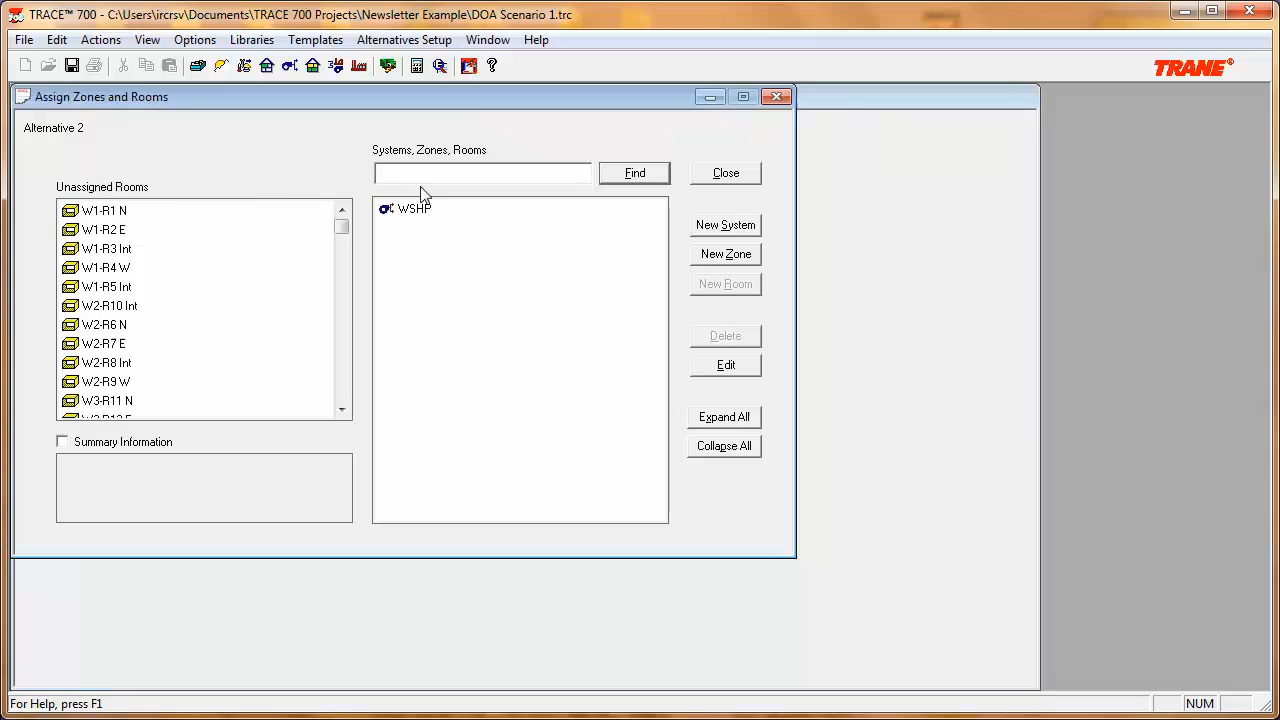 TRACE™ 700 - C:\Users\ircrsv\Documents\TRACE 700 Projects\Newsletter Example\DOA Scenario 1.trc
File Edit Actions View Options Libraries Templates Alternatives Setup Window Help
TRANE®
Assign Zones and Rooms
Alternative 2
Systems, Zones, Rooms
Find
Close
Unassigned Rooms
W1-R1 N
W1-R2 E
W1-R3 Int
W1-R4 W
W1-R5 Int
W2-R10 Int
W2-R6 N
W2-R7 E
W2-R8 Int
W2-R9 W
W3-R11 N
WSHP
New System
New Zone
New Room
Delete
Edit
Expand All
Collapse All
Summary Information
For Help, press F1
NUM